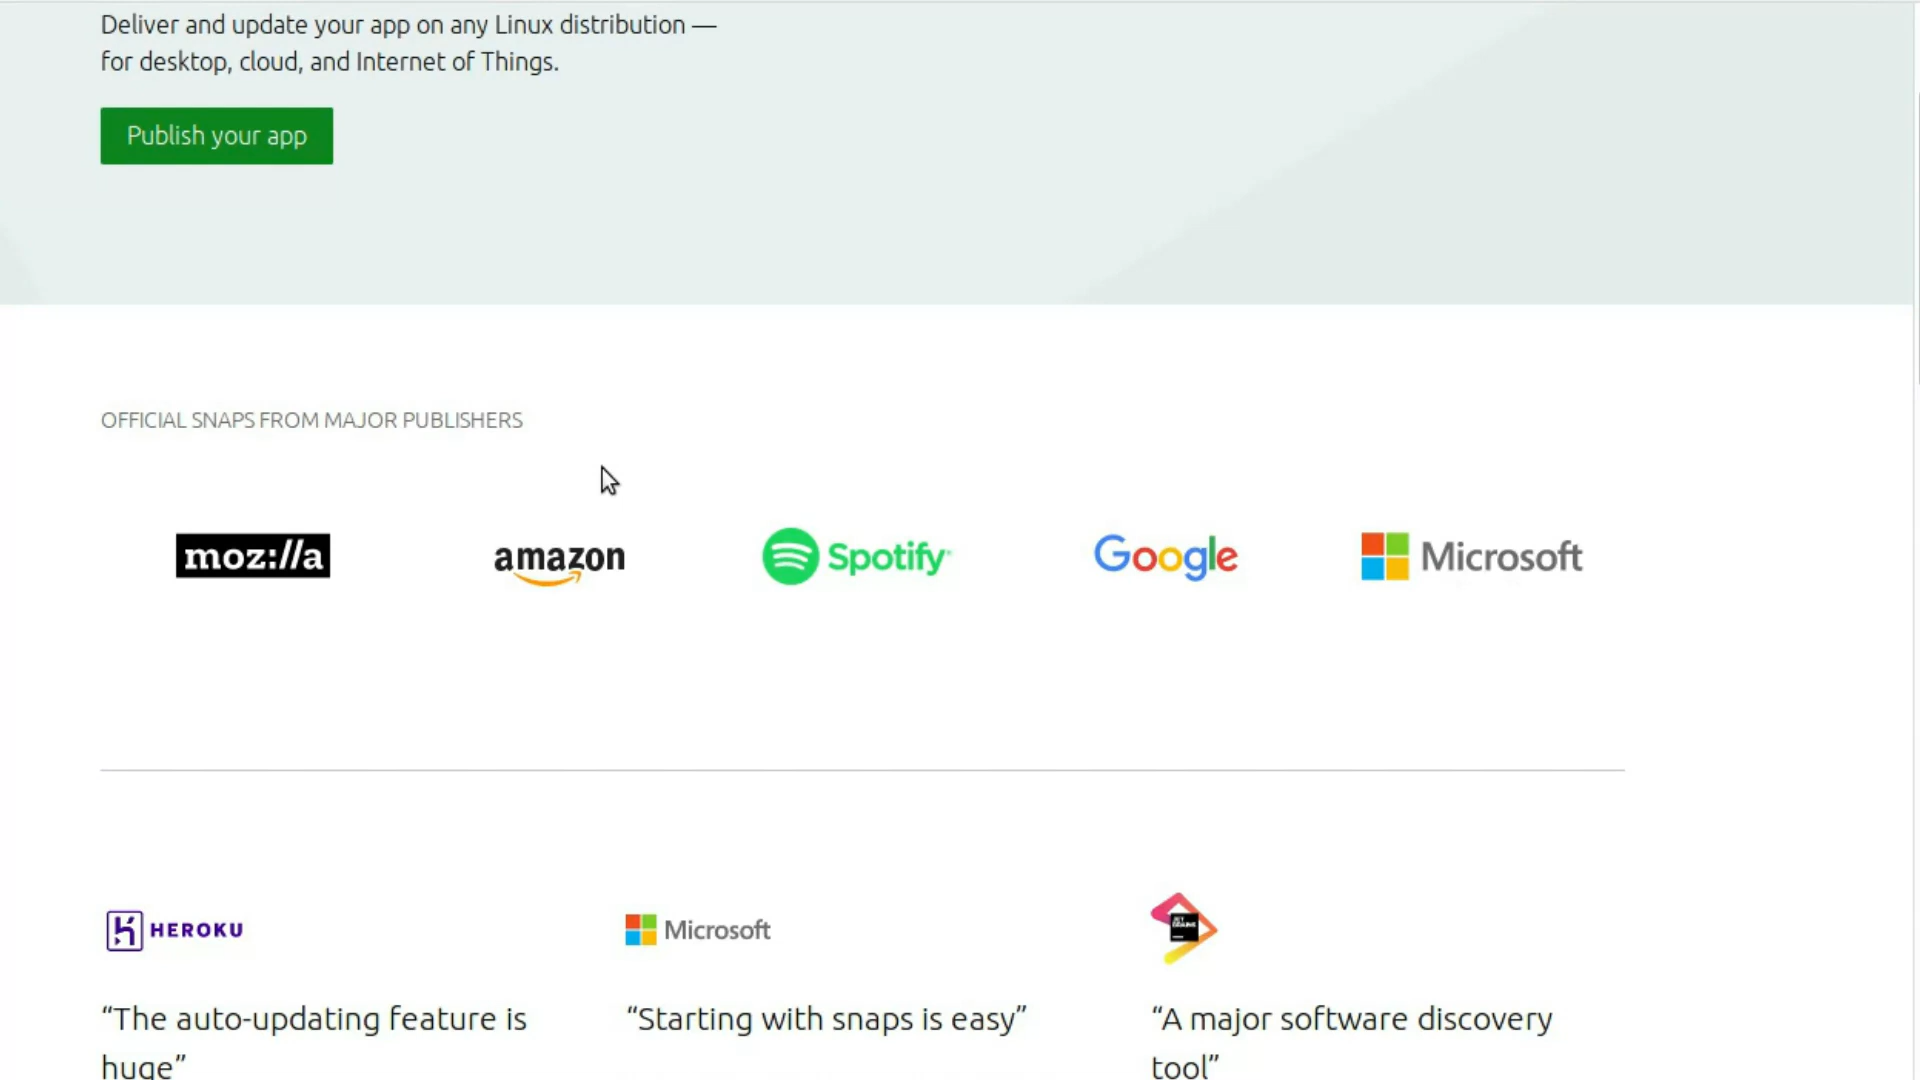 Deliver and update your app on any Linux distribution —
for desktop, cloud, and Internet of Things.
Publish your app
OFFICIAL SNAPS FROM MAJOR PUBLISHERS
moz://a
amazon
Spotify
Google
Microsoft
HEROKU
Microsoft
JET
BRAINS
“The auto-updating feature is
huge”
“Starting with snaps is easy”
“A major software discovery
tool”